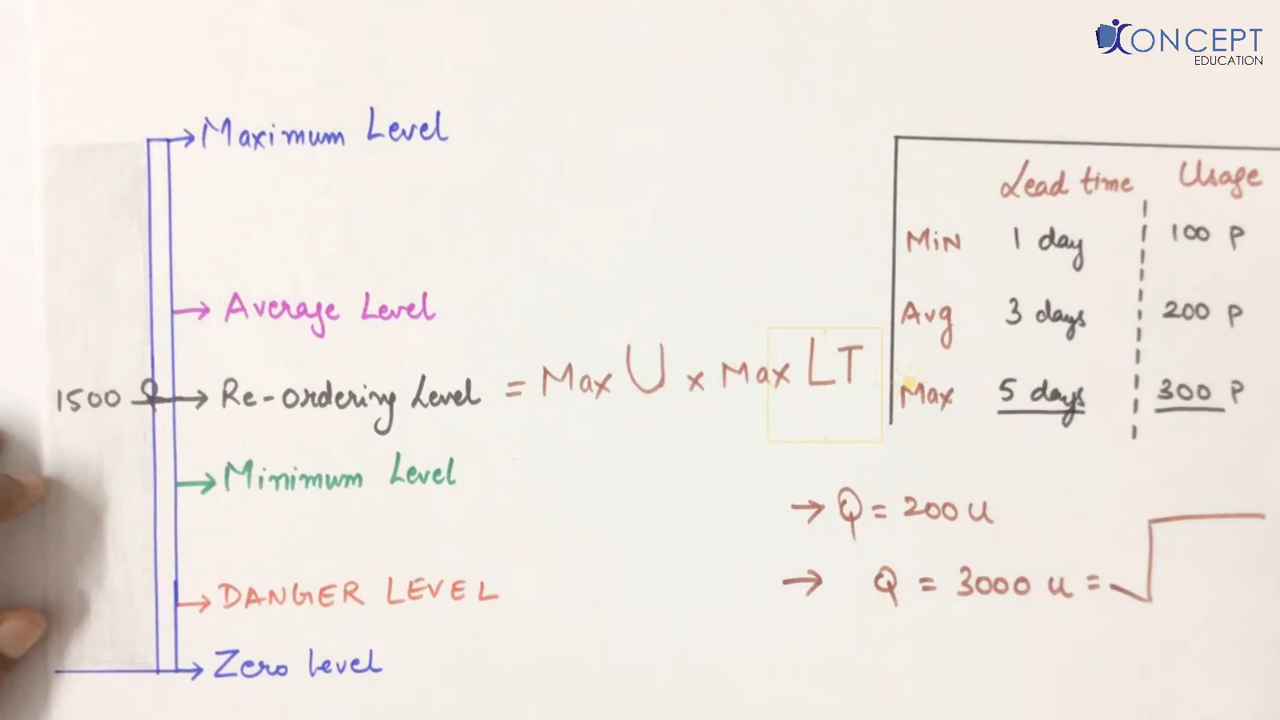 CONCEPT
EDUCATION
Maximum Level
Average Level
1500 Re-ordering Level = Max U x Max LT
Minimum Level
DANGER LEVEL
Zero level
Lead time Usage
MiN 1 day 100 P
Avg 3 days 200 P
Max 5 days 300 P
Q = 200 u
Q = 3000 u =